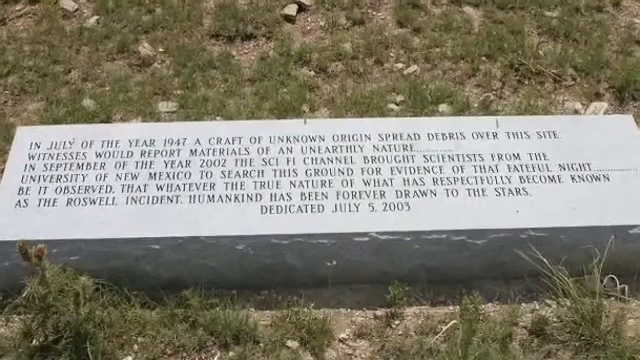 IN JULY OF THE YEAR 1947 A CRAFT OF UNKNOWN ORIGIN SPREAD DEBRIS OVER THIS SITE
WITNESSES WOULD REPORT MATERIALS OF AN UNEARTHLY NATURE............
IN SEPTEMBER OF THE YEAR 2002 THE SCI FI CHANNEL BROUGHT SCIENTISTS FROM THE
UNIVERSITY OF NEW MEXICO TO SEARCH THIS GROUND FOR EVIDENCE OF THAT FATEFUL NIGHT............
BE IT OBSERVED, THAT WHATEVER THE TRUE NATURE OF WHAT HAS RESPECTFULLY BECOME KNOWN
AS THE ROSWELL INCIDENT, HUMANKIND HAS BEEN FOREVER DRAWN TO THE STARS.
DEDICATED JULY 5, 2003